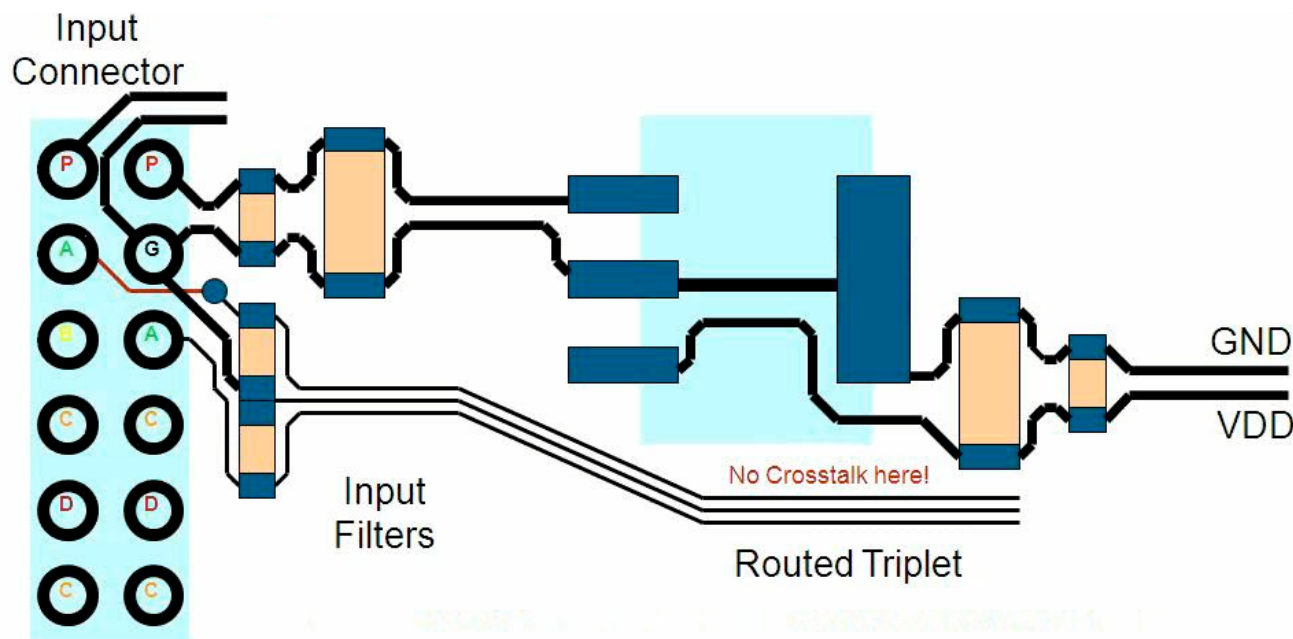 Input
Connector
P P
A G
B A
C C
D D
C C
GND
VDD
No Crosstalk here!
Input
Filters
Routed Triplet